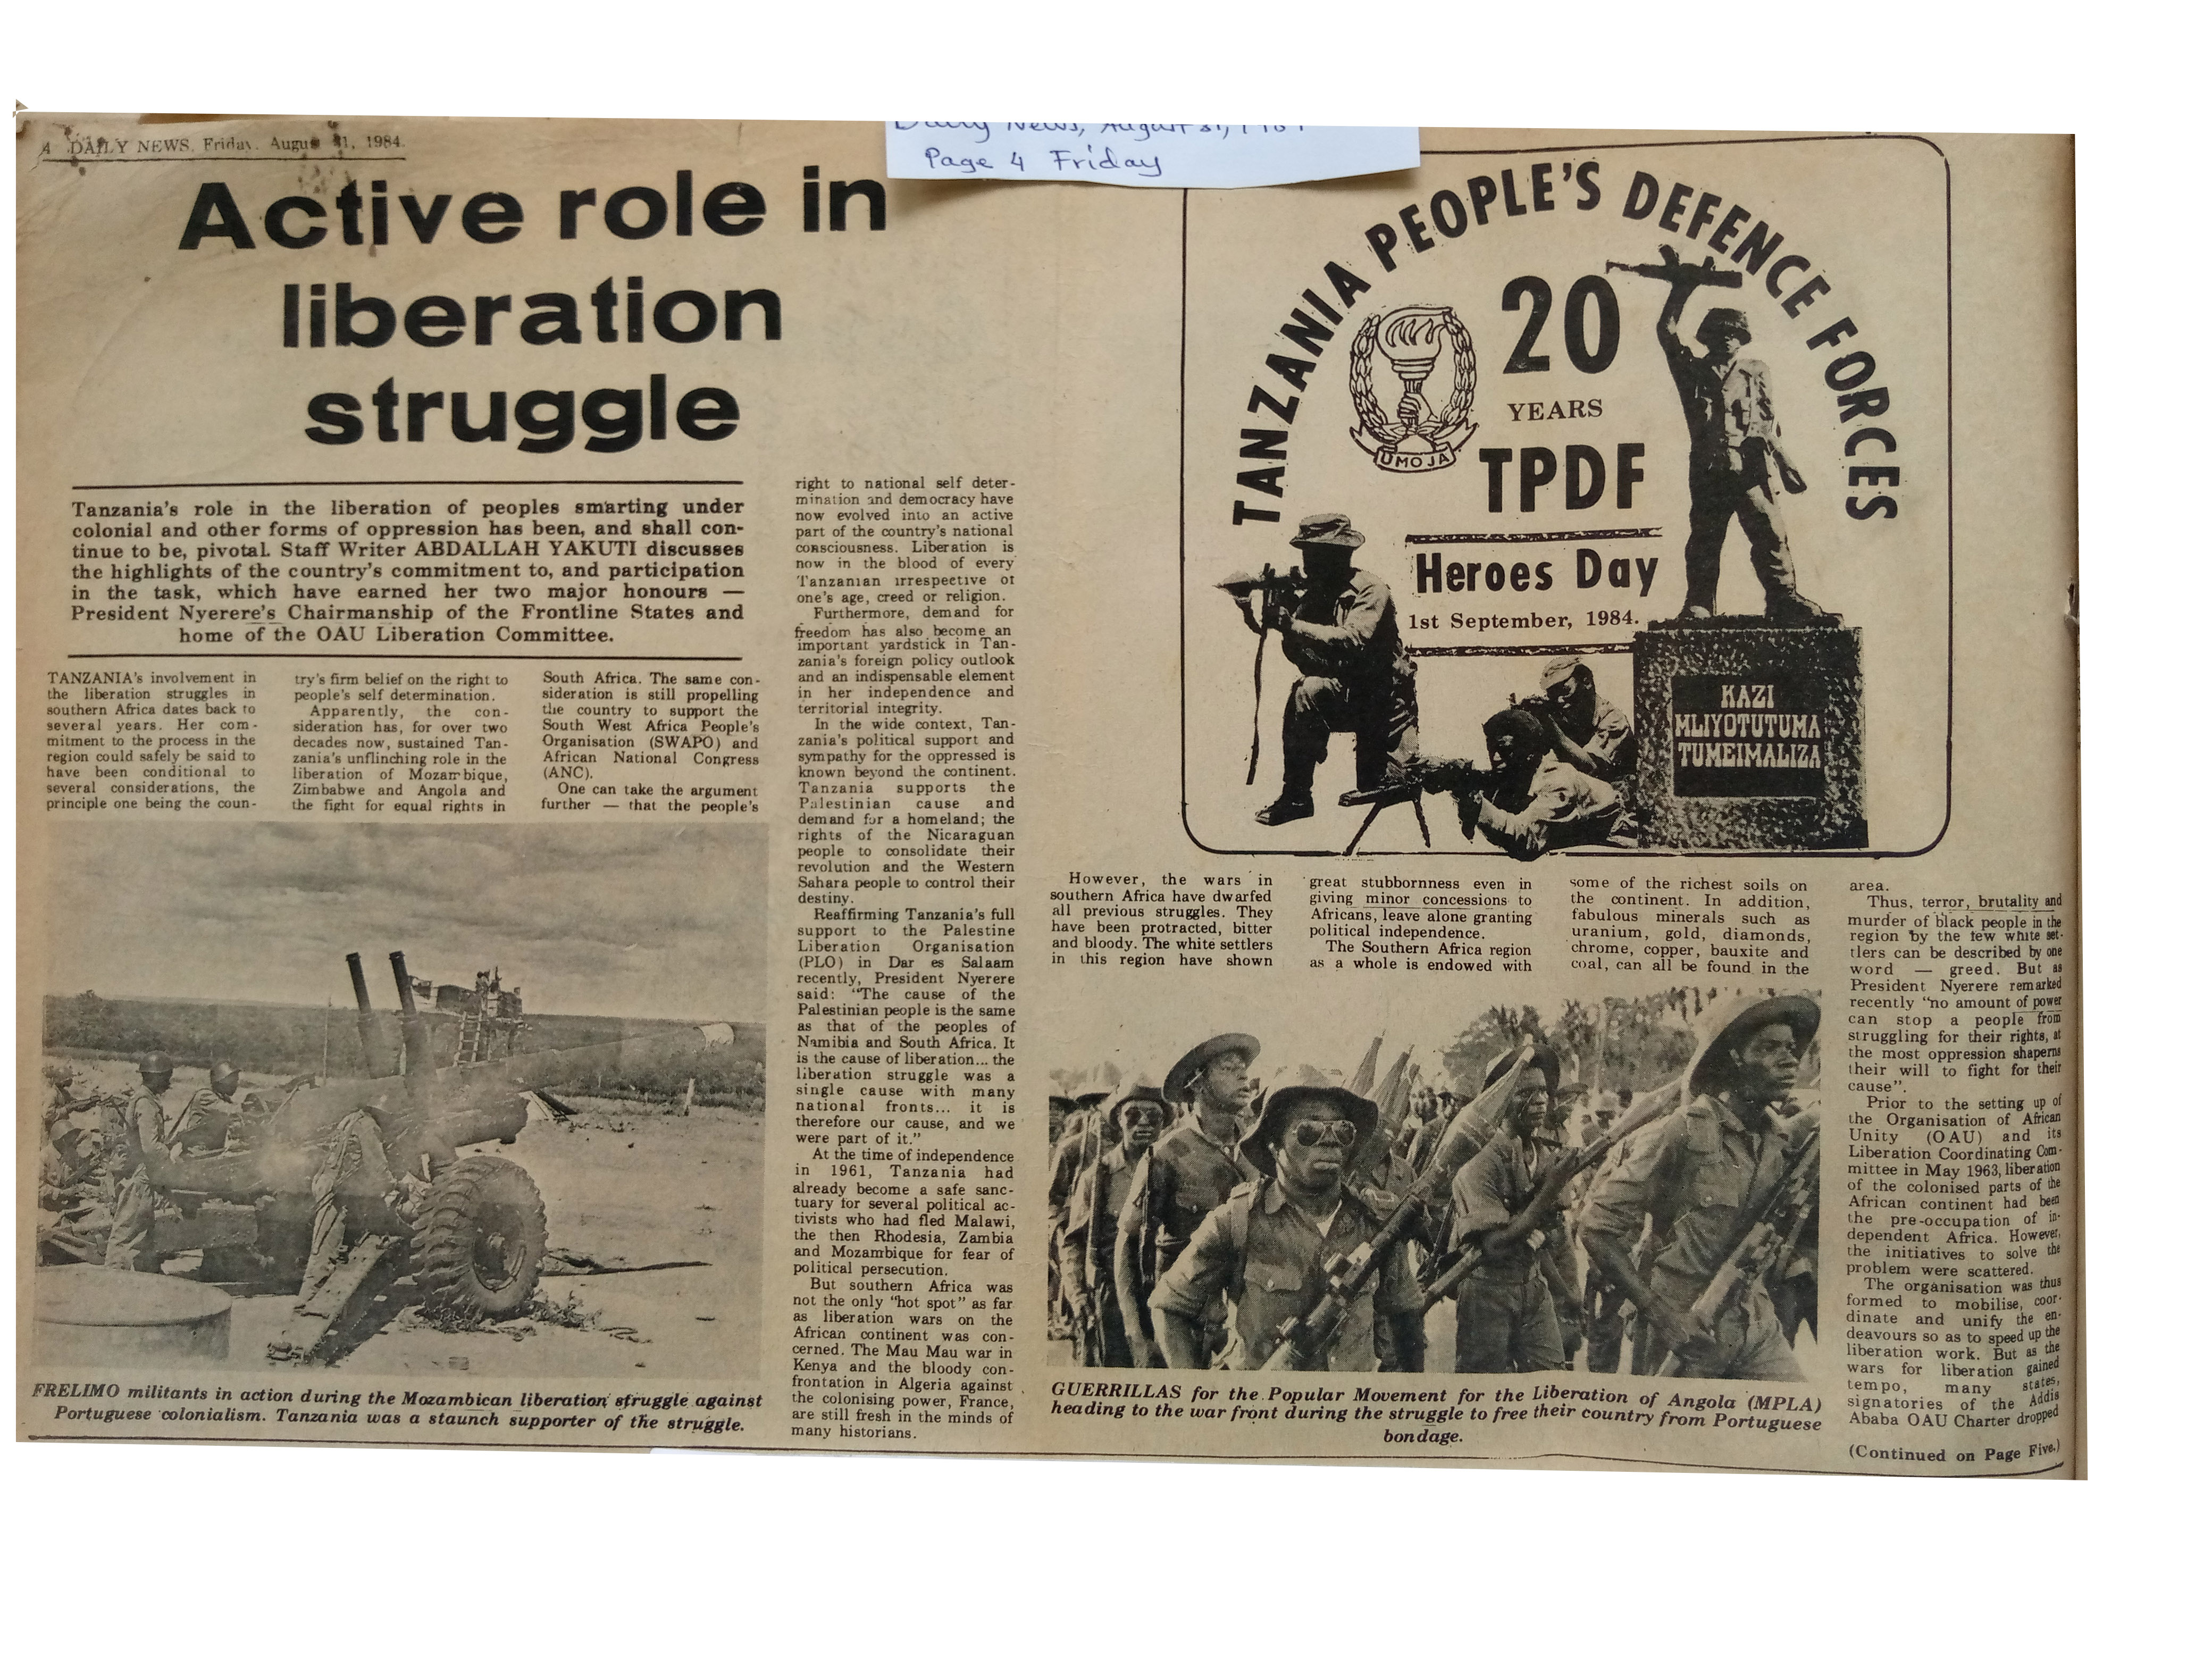 4 DAILY NEWS, Friday. August 31, 1984.
Page 4 Friday
Active role in
liberation
struggle
Tanzania's role in the liberation of peoples smarting under
colonial and other forms of oppression has been, and shall con-
tinue to be, pivotal. Staff Writer ABDALLAH YAKUTI discusses
the highlights of the country's commitment to, and participation
in the task, which have earned her two major honours —
President Nyerere's Chairmanship of the Frontline States and
home of the OAU Liberation Committee.
TANZANIA's involvement in
the liberation struggles in
southern Africa dates back to
several years. Her com-
mitment to the process in the
region could safely be said to
have been conditional to
several considerations, the
principle one being the coun-
try's firm belief on the right to
people's self determination.
Apparently, the con-
sideration has, for over two
decades now, sustained Tan-
zania's unflinching role in the
liberation of Mozambique,
Zimbabwe and Angola and
the fight for equal rights in
South Africa. The same con-
sideration is still propelling
the country to support the
South West Africa People's
Organisation (SWAPO) and
African National Congress
(ANC).
One can take the argument
further — that the people's
right to national self deter-
mination and democracy have
now evolved into an active
part of the country's national
consciousness. Liberation is
now in the blood of every
Tanzanian irrespective of
one's age, creed or religion.
Furthermore, demand for
freedom has also become an
important yardstick in Tan-
zania's foreign policy outlook
and an indispensable element
in her independence and
territorial integrity.
In the wide context, Tan-
zania's political support and
sympathy for the oppressed is
known beyond the continent.
Tanzania supports the
Palestinian cause and
demand for a homeland; the
rights of the Nicaraguan
people to consolidate their
revolution and the Western
Sahara people to control their
destiny.
Reaffirming Tanzania's full
support to the Palestine
Liberation Organisation
(PLO) in Dar es Salaam
recently, President Nyerere
said: "The cause of the
Palestinian people is the same
as that of the peoples of
Namibia and South Africa. It
is the cause of liberation... the
liberation struggle was a
single cause with many
national fronts... it is
therefore our cause, and we
were part of it."
At the time of independence
in 1961, Tanzania had
already become a safe sanc-
tuary for several political ac-
tivists who had fled Malawi,
the then Rhodesia, Zambia
and Mozambique for fear of
political persecution.
But southern Africa was
not the only "hot spot" as far
as liberation wars on the
African continent was con-
cerned. The Mau Mau war in
Kenya and the bloody con-
frontation in Algeria against
the colonising power, France,
are still fresh in the minds of
many historians.
FRELIMO militants in action during the Mozambican liberation struggle against
Portuguese colonialism. Tanzania was a staunch supporter of the struggle.
TANZANIA PEOPLE'S DEFENCE FORCES
20
YEARS
TPDF
UMOJA
Heroes Day
1st September, 1984.
KAZI
MLIYOTUTUMA
TUMEIMALIZA
However, the wars in
southern Africa have dwarfed
all previous struggles. They
have been protracted, bitter
and bloody. The white settlers
in this region have shown
great stubbornness even in
giving minor concessions to
Africans, leave alone granting
political independence.
The Southern Africa region
as a whole is endowed with
some of the richest soils on
the continent. In addition,
fabulous minerals such as
uranium, gold, diamonds,
chrome, copper, bauxite and
coal, can all be found in the
area.
Thus, terror, brutality and
murder of black people in the
region by the few white set-
tlers can be described by one
word — greed. But as
President Nyerere remarked
recently "no amount of power
can stop a people from
struggling for their rights, at
the most oppression shaperns
their will to fight for their
cause".
Prior to the setting up of
the Organisation of African
Unity (OAU) and its
Liberation Coordinating Com-
mittee in May 1963, liberation
of the colonised parts of the
African continent had been
the pre-occupation of in-
dependent Africa. However,
the initiatives to solve the
problem were scattered.
The organisation was thus
formed to mobilise, coor-
dinate and unify the en-
deavours so as to speed up the
liberation work. But as the
wars for liberation gained
tempo, many states,
signatories of the Addis
Ababa OAU Charter dropped
(Continued on Page Five.)
GUERRILLAS for the Popular Movement for the Liberation of Angola (MPLA)
heading to the war front during the struggle to free their country from Portuguese
bondage.